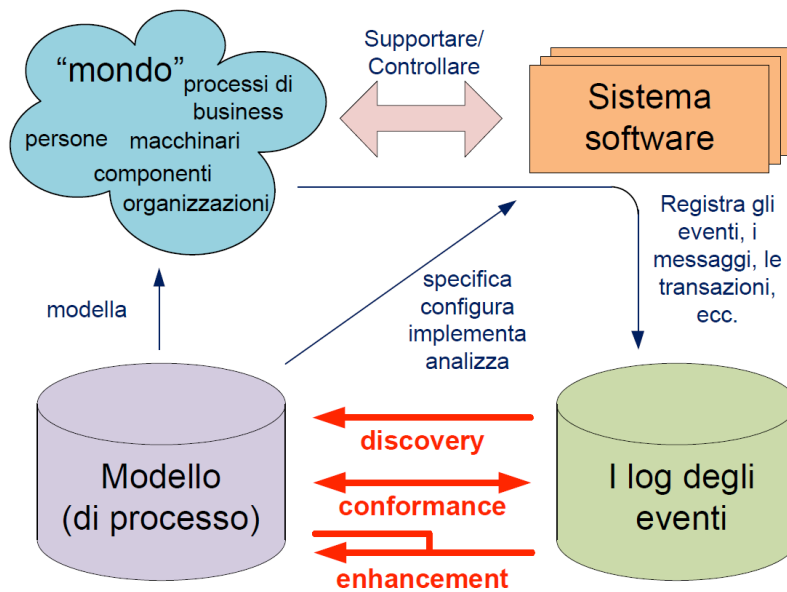 “mondo”
processi di
business
persone
macchinari
componenti
organizzazioni
Supportare/
Controllare
Sistema
software
Registra gli
eventi, i
messaggi, le
transazioni,
ecc.
modella
specifica
configura
implementa
analizza
Modello
(di processo)
discovery
conformance
enhancement
I log degli
eventi